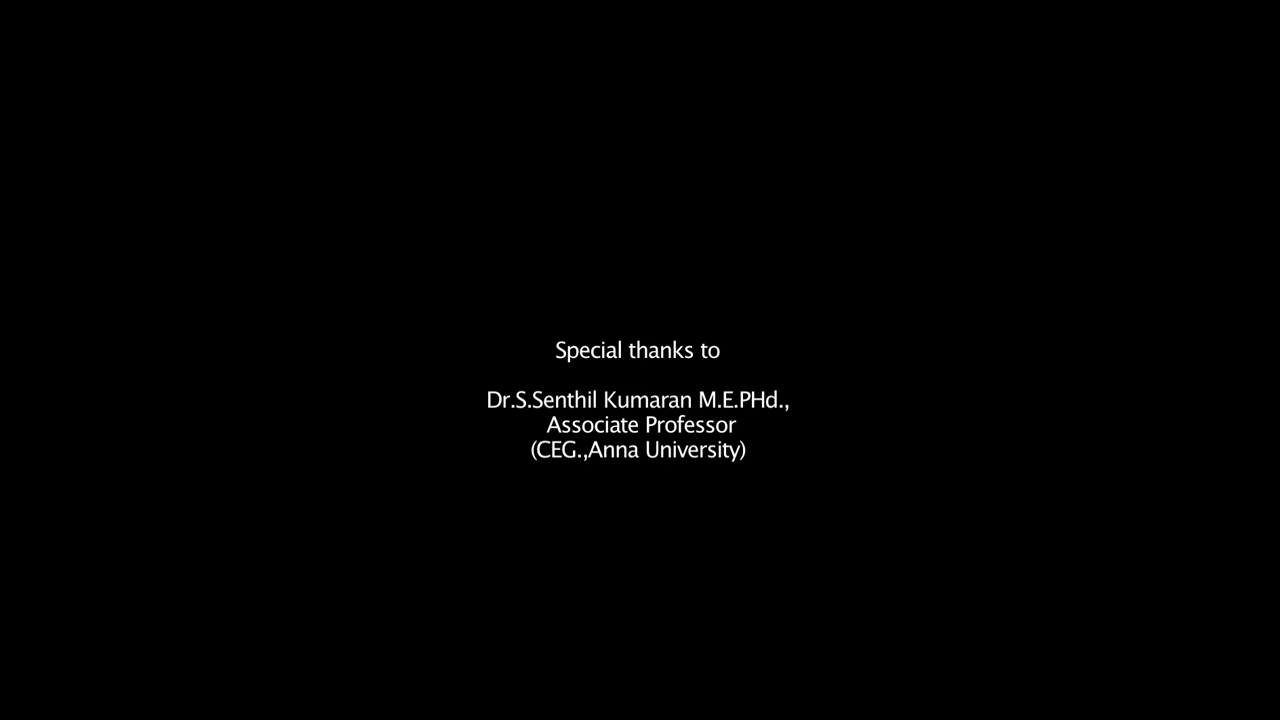 Special thanks to
Dr.S.Senthil Kumaran M.E.PHd.,
Associate Professor
(CEG.,Anna University)